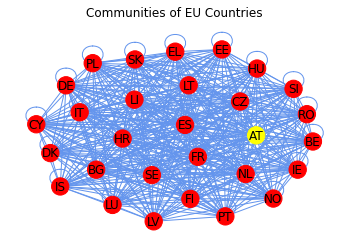 Communities of EU Countries
EL
EE
SK
PL
HU
DE
LT
SI
LI
CZ
IT
RO
CY
ES
AT
HR
BE
DK
FR
BG
IE
SE
NL
IS
FI
NO
LU
PT
LV